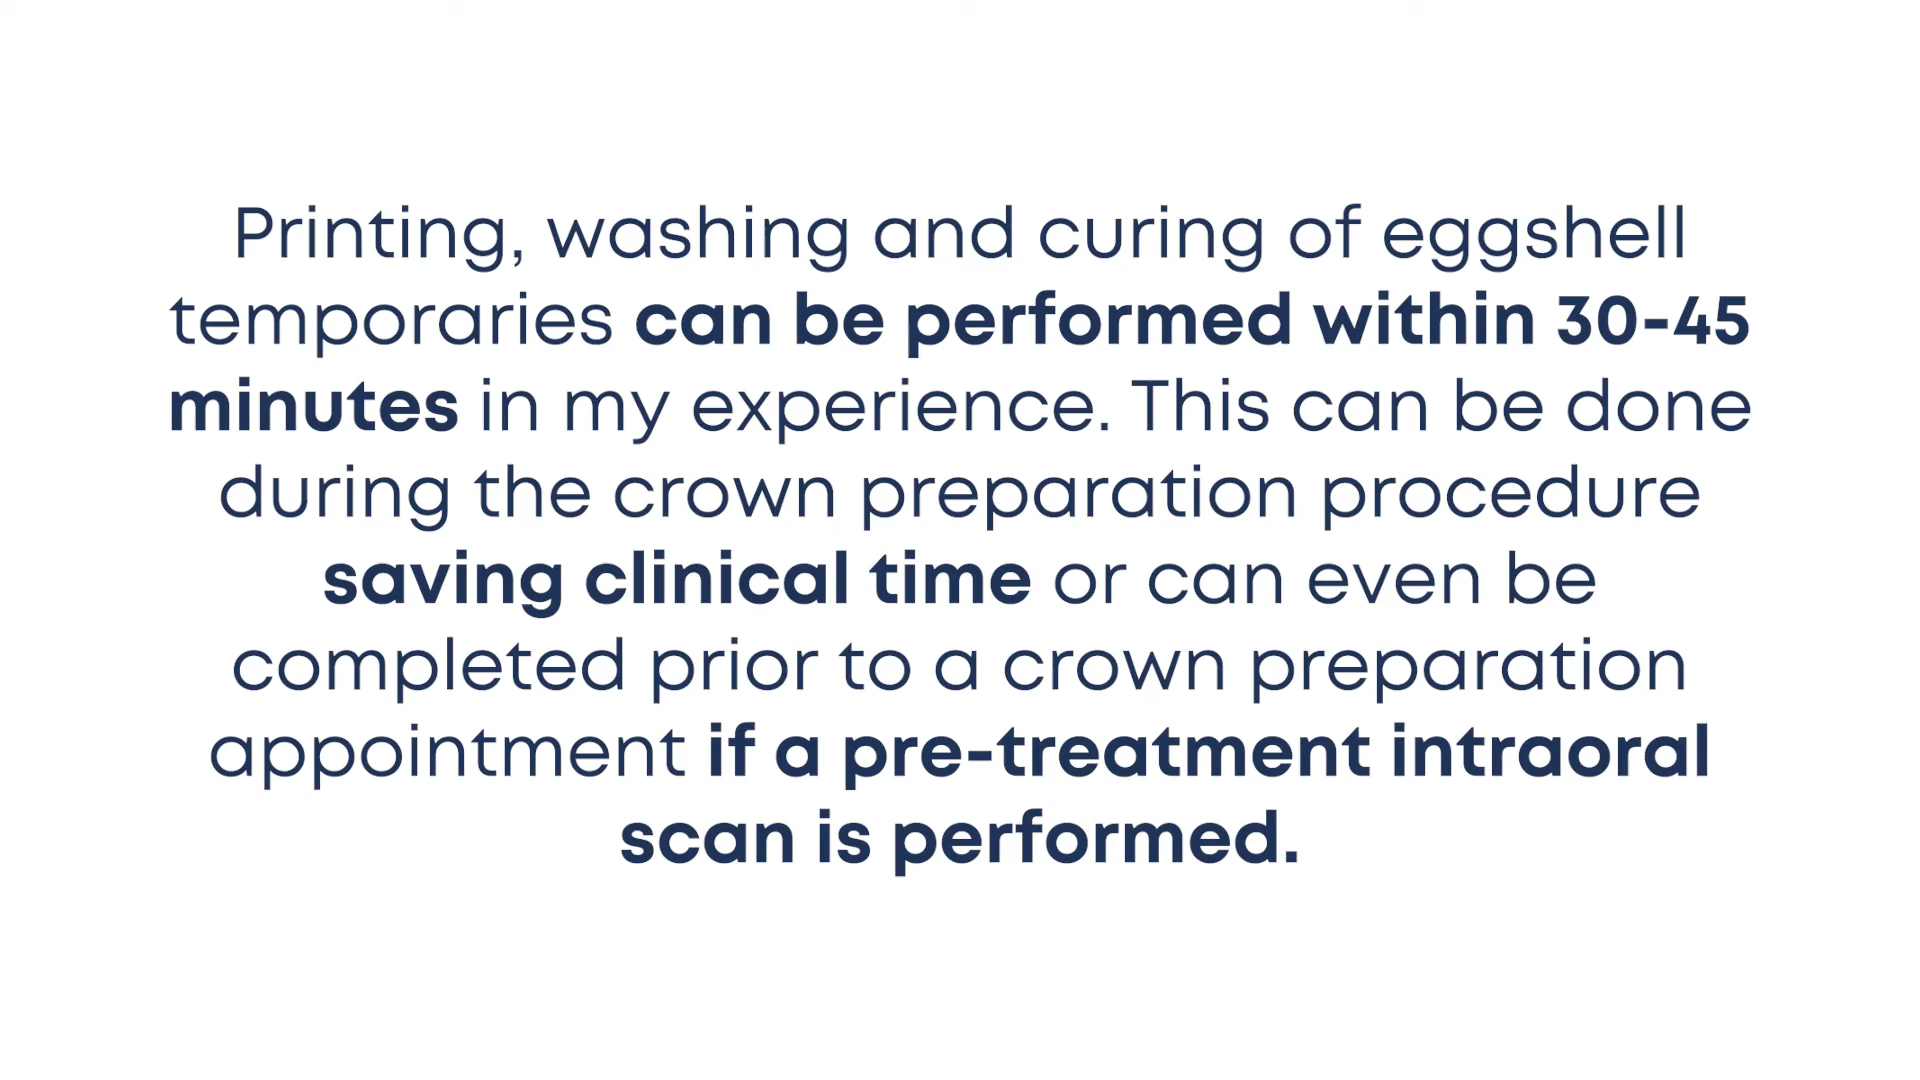 Printing, washing and curing of eggshell
temporaries can be performed within 30-45
minutes in my experience. This can be done
during the crown preparation procedure
saving clinical time or can even be
completed prior to a crown preparation
appointment if a pre-treatment intraoral
scan is performed.